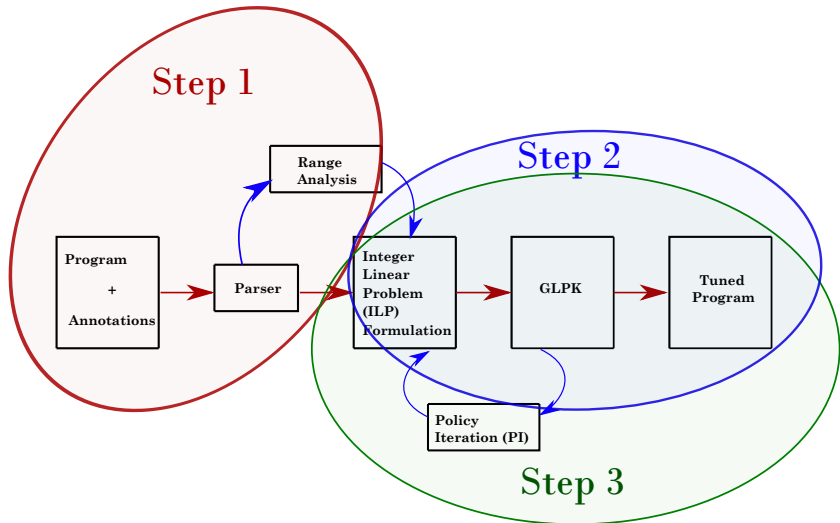 Step 1
Range
Analysis
Step 2
Program
+
Annotations
Parser
Integer
Linear
Problem
(ILP)
Formulation
GLPK
Tuned
Program
Policy
Iteration (PI)
Step 3